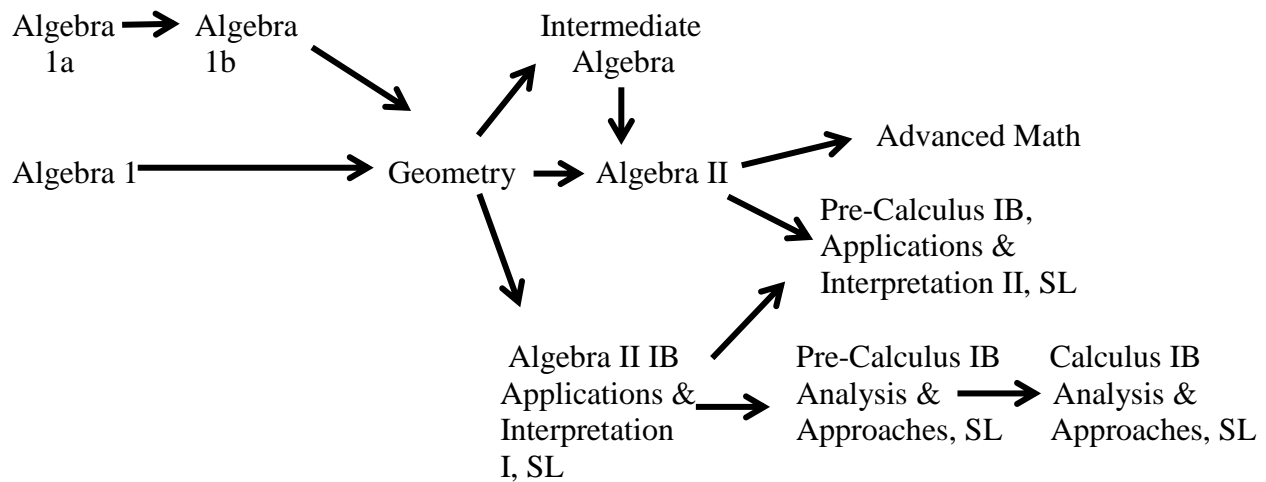 Algebra
1a
Algebra
1b
Intermediate
Algebra
Algebra 1
Geometry
Algebra II
Advanced Math
Pre-Calculus IB,
Applications &
Interpretation II, SL
Algebra II IB
Applications &
Interpretation
I, SL
Pre-Calculus IB
Analysis &
Approaches, SL
Calculus IB
Analysis &
Approaches, SL